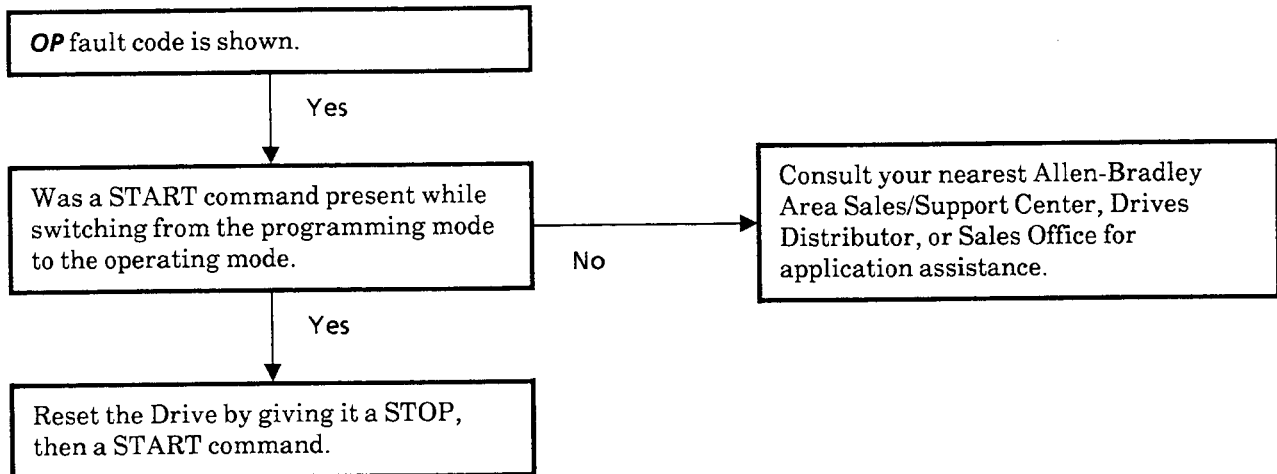 OP fault code is shown.
Yes
Was a START command present while
switching from the programming mode
to the operating mode.
No
Consult your nearest Allen-Bradley
Area Sales/Support Center, Drives
Distributor, or Sales Office for
application assistance.
Yes
Reset the Drive by giving it a STOP,
then a START command.